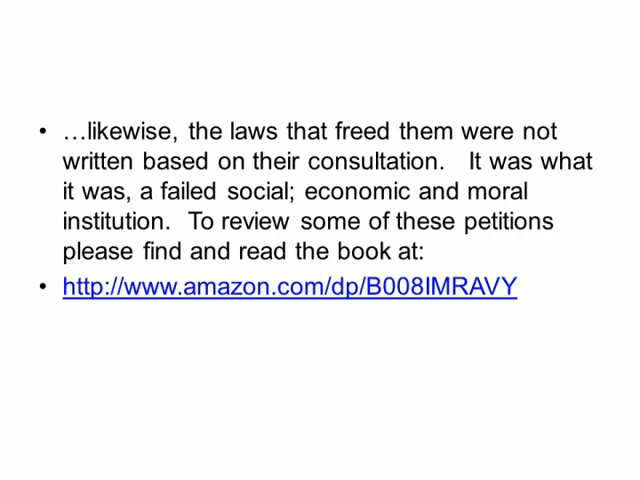 • …likewise, the laws that freed them were not
written based on their consultation. It was what
it was, a failed social; economic and moral
institution. To review some of these petitions
please find and read the book at:
• http://www.amazon.com/dp/B008IMRAVY